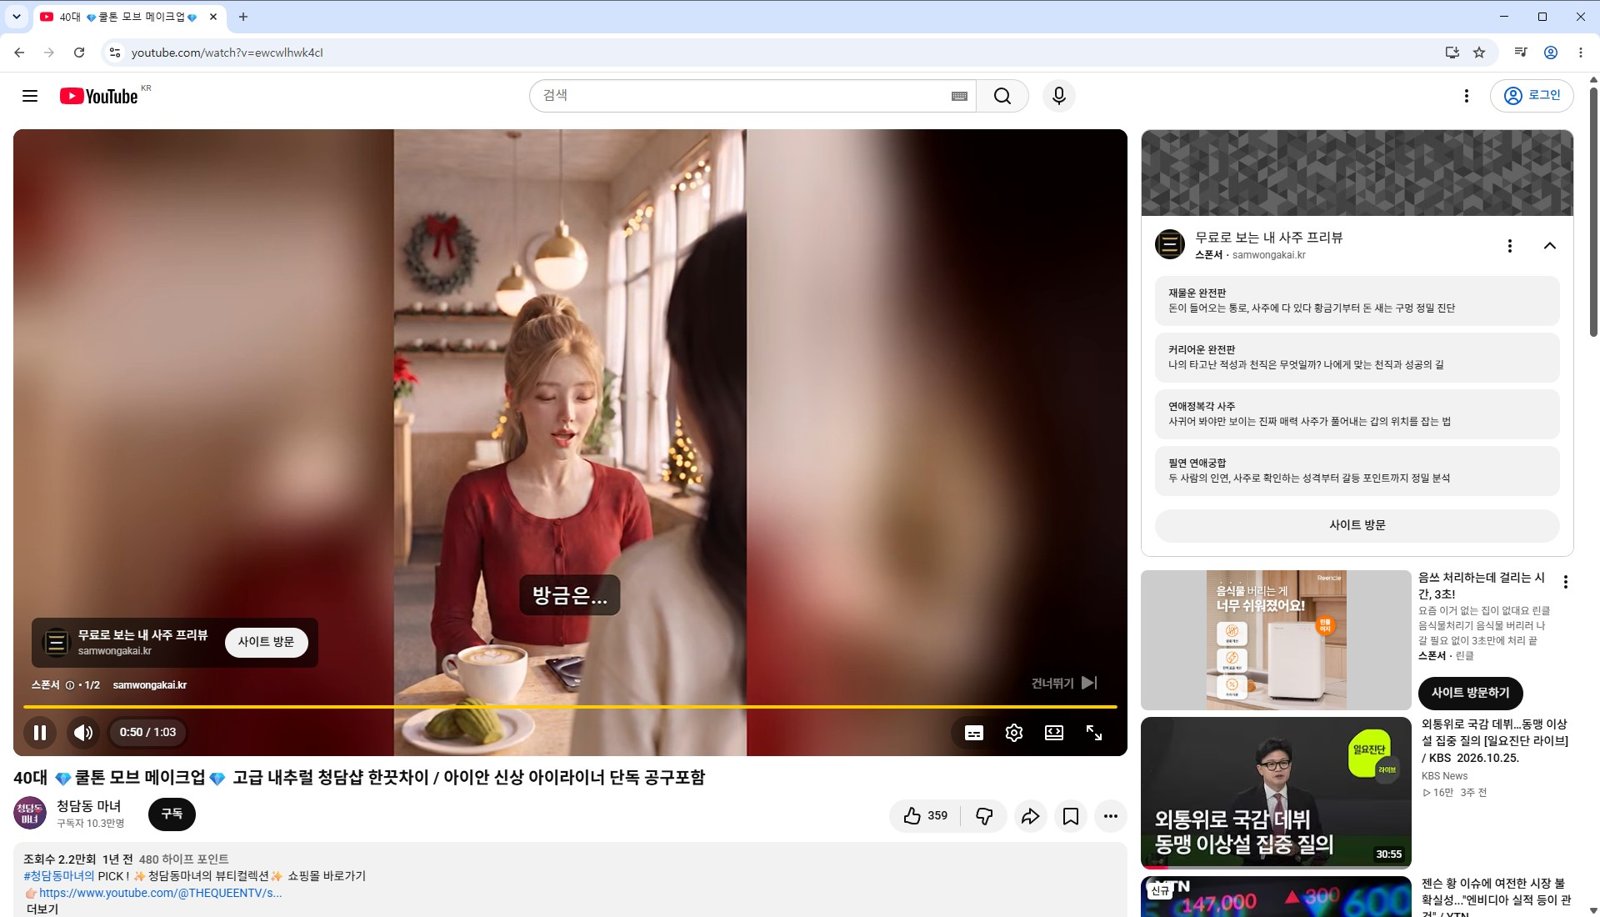 40대 💎쿨톤 모브 메이크업💎
youtube.com/watch?v=ewcwlhwk4cI
YouTube KR
검색
로그인
방금은...
무료로 보는 내 사주 프리뷰
samwongakai.kr
사이트 방문
스폰서 · 1/2 samwongakai.kr
건너뛰기
0:50 / 1:03
40대 💎쿨톤 모브 메이크업💎 고급 내추럴 청담샵 한끗차이 / 아이안 신상 아이라이너 단독 공구포함
청담동 마녀
청담동 마녀
구독자 10.3만명
구독
359
조회수 2.2만회 1년 전 480 하이프 포인트
#청담동마녀의 PICK ! ✨청담동마녀의 뷰티컬렉션✨ 쇼핑몰 바로가기
👉🏻https://www.youtube.com/@THEQUEENTV/s...
더보기
무료로 보는 내 사주 프리뷰
스폰서 · samwongakai.kr
재물운 완전판
돈이 들어오는 통로, 사주에 다 있다 황금기부터 돈 새는 구멍 정밀 진단
커리어운 완전판
나의 타고난 적성과 천직은 무엇일까? 나에게 맞는 천직과 성공의 길
연애정복각 사주
사귀어 봐야만 보이는 진짜 매력 사주가 풀어내는 갑의 위치를 잡는 법
필연 연애궁합
두 사람의 인연, 사주로 확인하는 성격부터 갈등 포인트까지 정밀 분석
사이트 방문
Reencle
음식물 버리는 게
너무 쉬워졌어요!
음쓰 처리하는데 걸리는 시간, 3초!
요즘 이거 없는 집이 없대요 린클
음식물처리기 음식물 버리러 나
갈 필요 없이 3초만에 처리 끝
스폰서 · 린클
사이트 방문하기
일요진단
라이브
외통위로 국감 데뷔
동맹 이상설 집중 질의
30:55
외통위로 국감 데뷔...동맹 이상
설 집중 질의 [일요진단 라이브]
/ KBS 2026.10.25.
KBS News
16만 3주 전
신규
YTN
147,000
▲300
600
젠슨 황 이슈에 여전한 시장 불
확실성..."엔비디아 실적 등이 관
건" / YTN